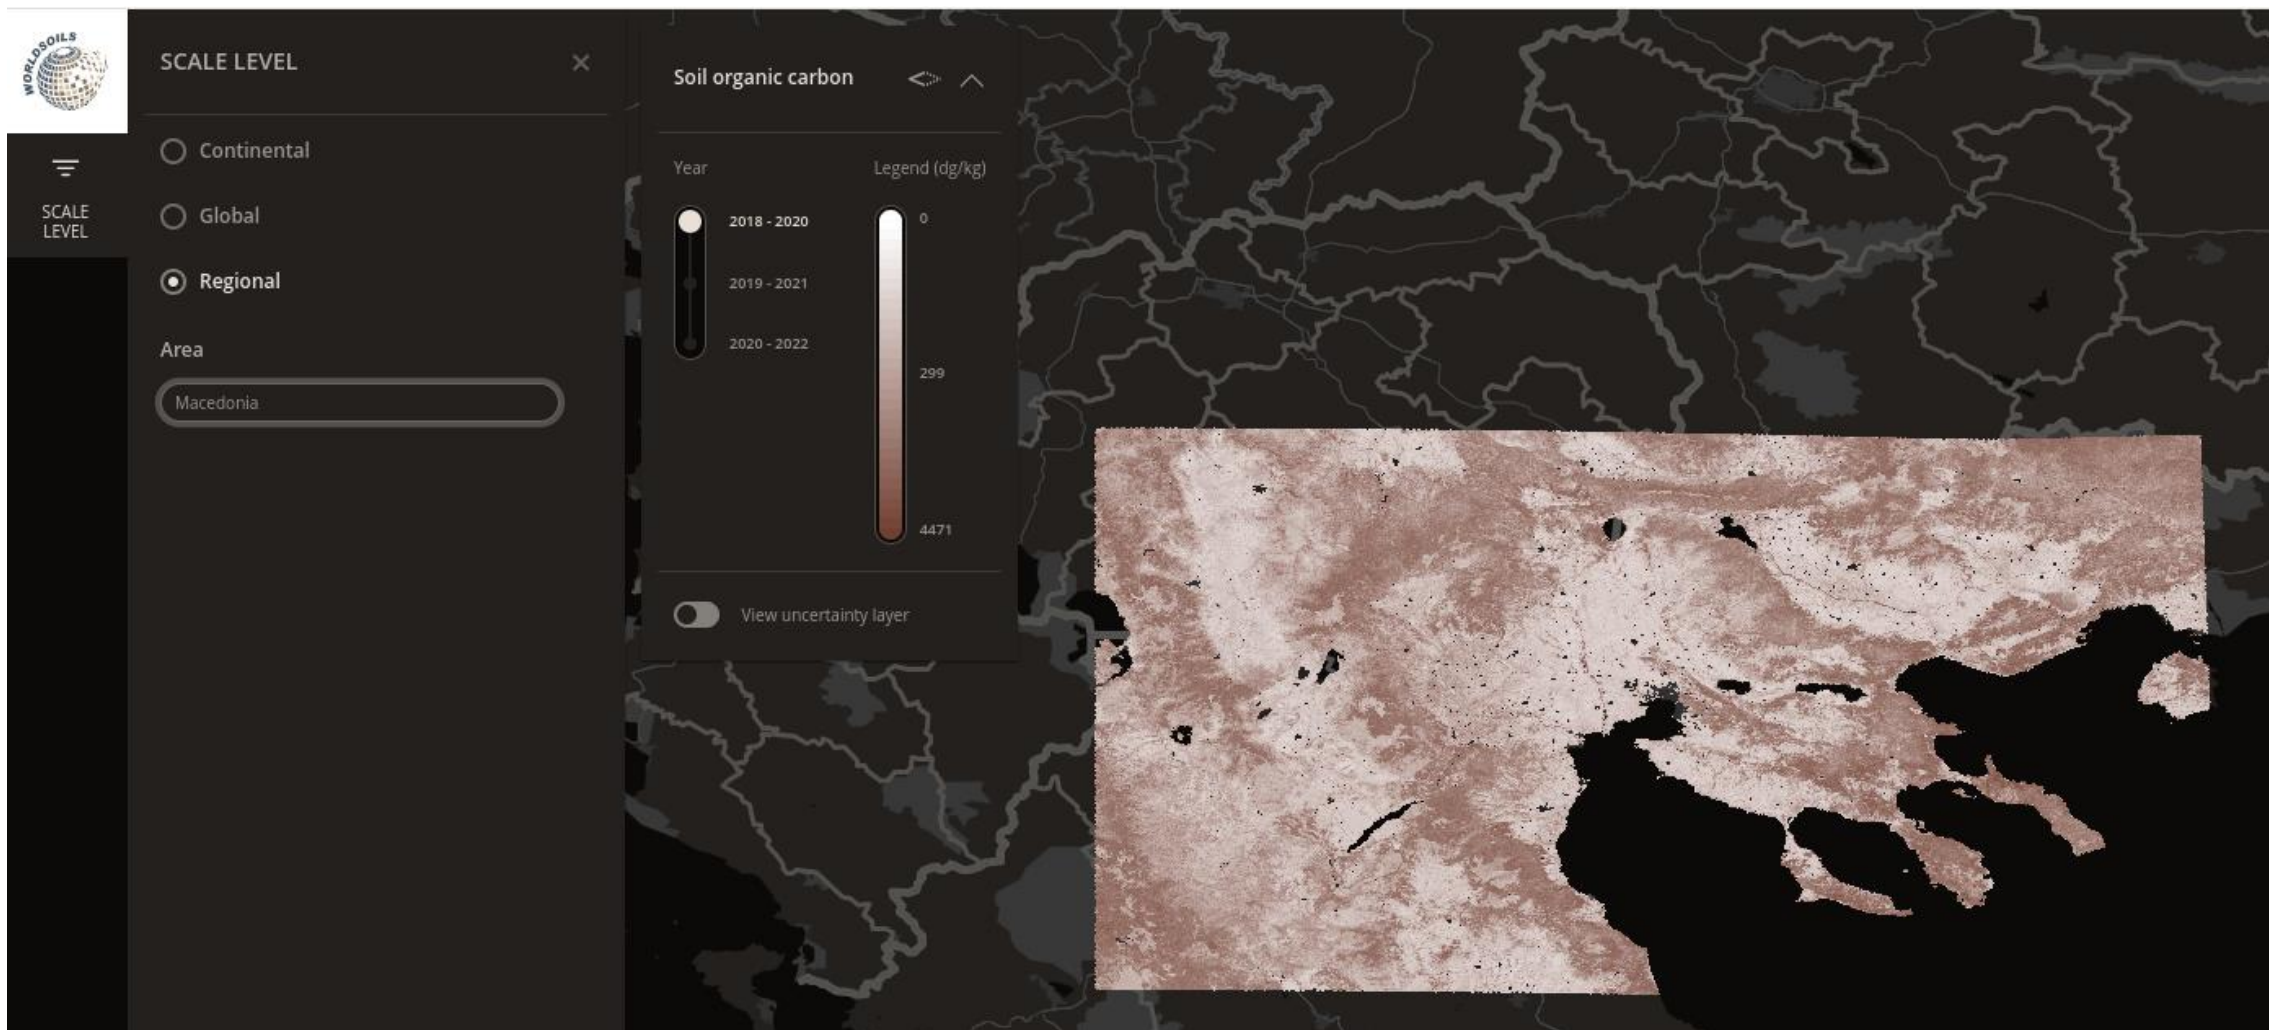 WORLDSOILS
SCALE
LEVEL
SCALE LEVEL
Continental
Global
Regional
Area
Macedonia
Soil organic carbon
Year
Legend (dg/kg)
2018 - 2020
2019 - 2021
2020 - 2022
0
299
4471
View uncertainty layer